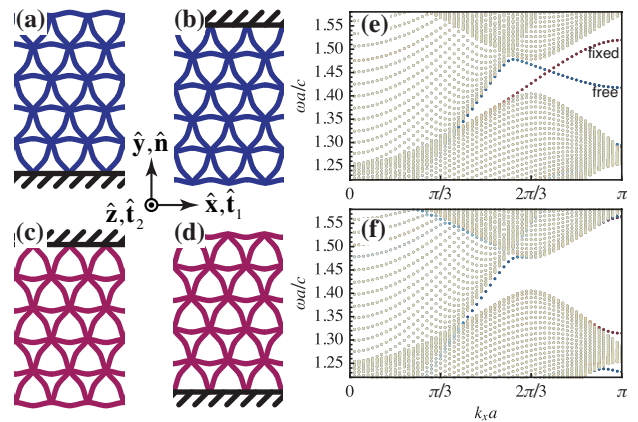 (a)
(b)
ŷ,n̂
ẑ,t̂₂
x̂,t̂₁
(c)
(d)
(e)
1.55
1.50
1.45
1.40
1.35
1.30
1.25
ωa/c
fixed
free
0
π/3
2π/3
π
(f)
1.55
1.50
1.45
1.40
1.35
1.30
1.25
ωa/c
0
π/3
2π/3
π
kₓa